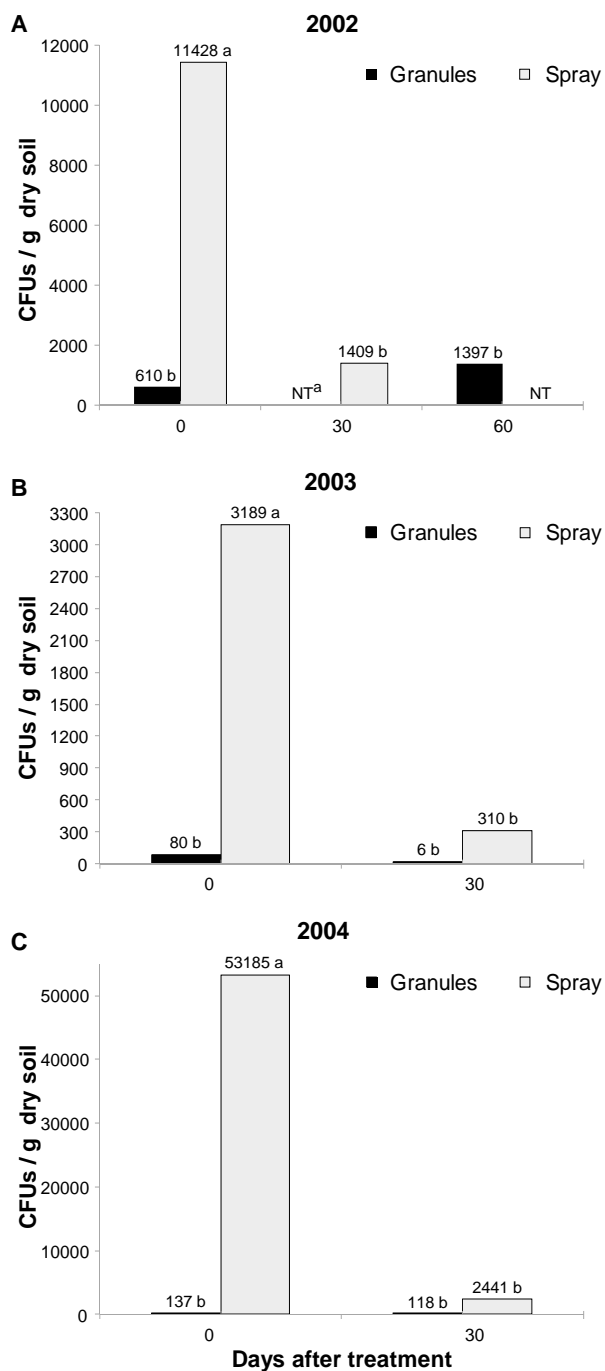 A
2002
12000
11428 a
Granules Spray
10000
8000
6000
4000
2000
0
CFUs / g dry soil
610 b
NTa
1409 b
1397 b
NT
0 30 60
B
2003
3300
3189 a
Granules Spray
3000
2700
2400
2100
1800
1500
1200
900
600
300
0
CFUs / g dry soil
80 b
6 b
310 b
0 30
C
2004
53185 a
Granules Spray
50000
40000
30000
20000
10000
0
CFUs / g dry soil
137 b
118 b
2441 b
0 30
Days after treatment